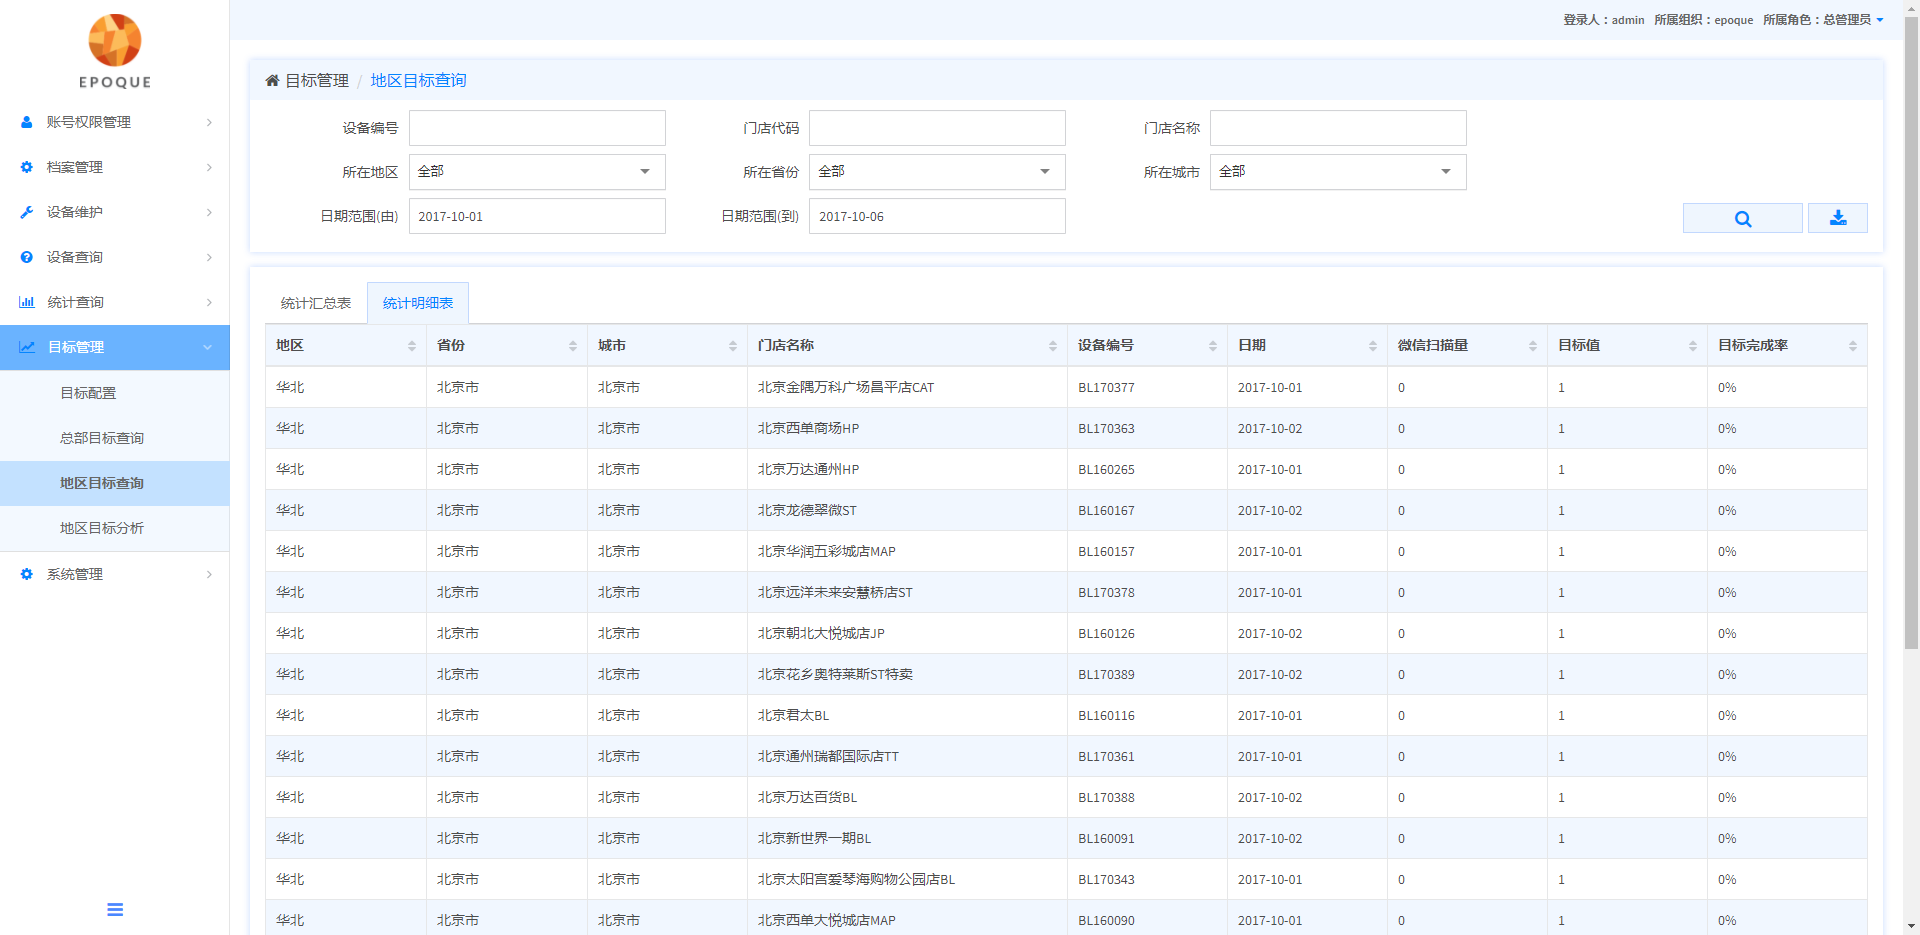 登录人：admin 所属组织：epoque 所属角色：总管理员
EPOQUE
账号权限管理
档案管理
设备维护
设备查询
统计查询
目标管理
目标配置
总部目标查询
地区目标查询
地区目标分析
系统管理
目标管理 / 地区目标查询
设备编号 门店代码 门店名称
所在地区 全部 所在省份 全部 所在城市 全部
日期范围(由) 2017-10-01 日期范围(到) 2017-10-06
统计汇总表 统计明细表
地区 省份 城市 门店名称 设备编号 日期 微信扫描量 目标值 目标完成率
华北 北京市 北京市 北京金隅万科广场昌平店CAT BL170377 2017-10-01 0 1 0%
华北 北京市 北京市 北京西单商场HP BL170363 2017-10-02 0 1 0%
华北 北京市 北京市 北京万达通州HP BL160265 2017-10-01 0 1 0%
华北 北京市 北京市 北京龙德翠微ST BL160167 2017-10-02 0 1 0%
华北 北京市 北京市 北京华润五彩城店MAP BL160157 2017-10-01 0 1 0%
华北 北京市 北京市 北京远洋未来安慧桥店ST BL170378 2017-10-01 0 1 0%
华北 北京市 北京市 北京朝北大悦城店JP BL160126 2017-10-02 0 1 0%
华北 北京市 北京市 北京花乡奥特莱斯ST特卖 BL170389 2017-10-02 0 1 0%
华北 北京市 北京市 北京君太BL BL160116 2017-10-01 0 1 0%
华北 北京市 北京市 北京通州瑞都国际店TT BL170361 2017-10-01 0 1 0%
华北 北京市 北京市 北京万达百货BL BL170388 2017-10-02 0 1 0%
华北 北京市 北京市 北京新世界一期BL BL160091 2017-10-02 0 1 0%
华北 北京市 北京市 北京太阳宫爱琴海购物公园店BL BL170343 2017-10-01 0 1 0%
华北 北京市 北京市 北京西单大悦城店MAP BL160090 2017-10-01 0 1 0%